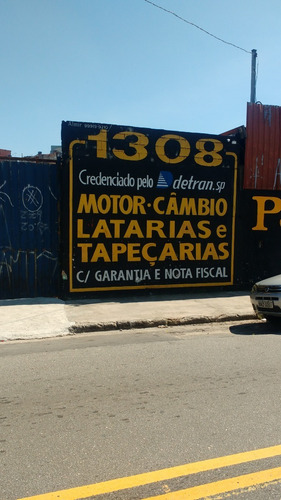 1308
Credenciado pelo detran.sp
MOTOR·CÂMBIO
LATARIAS e
TAPEÇARIAS
C/ GARANTIA E NOTA FISCAL
P